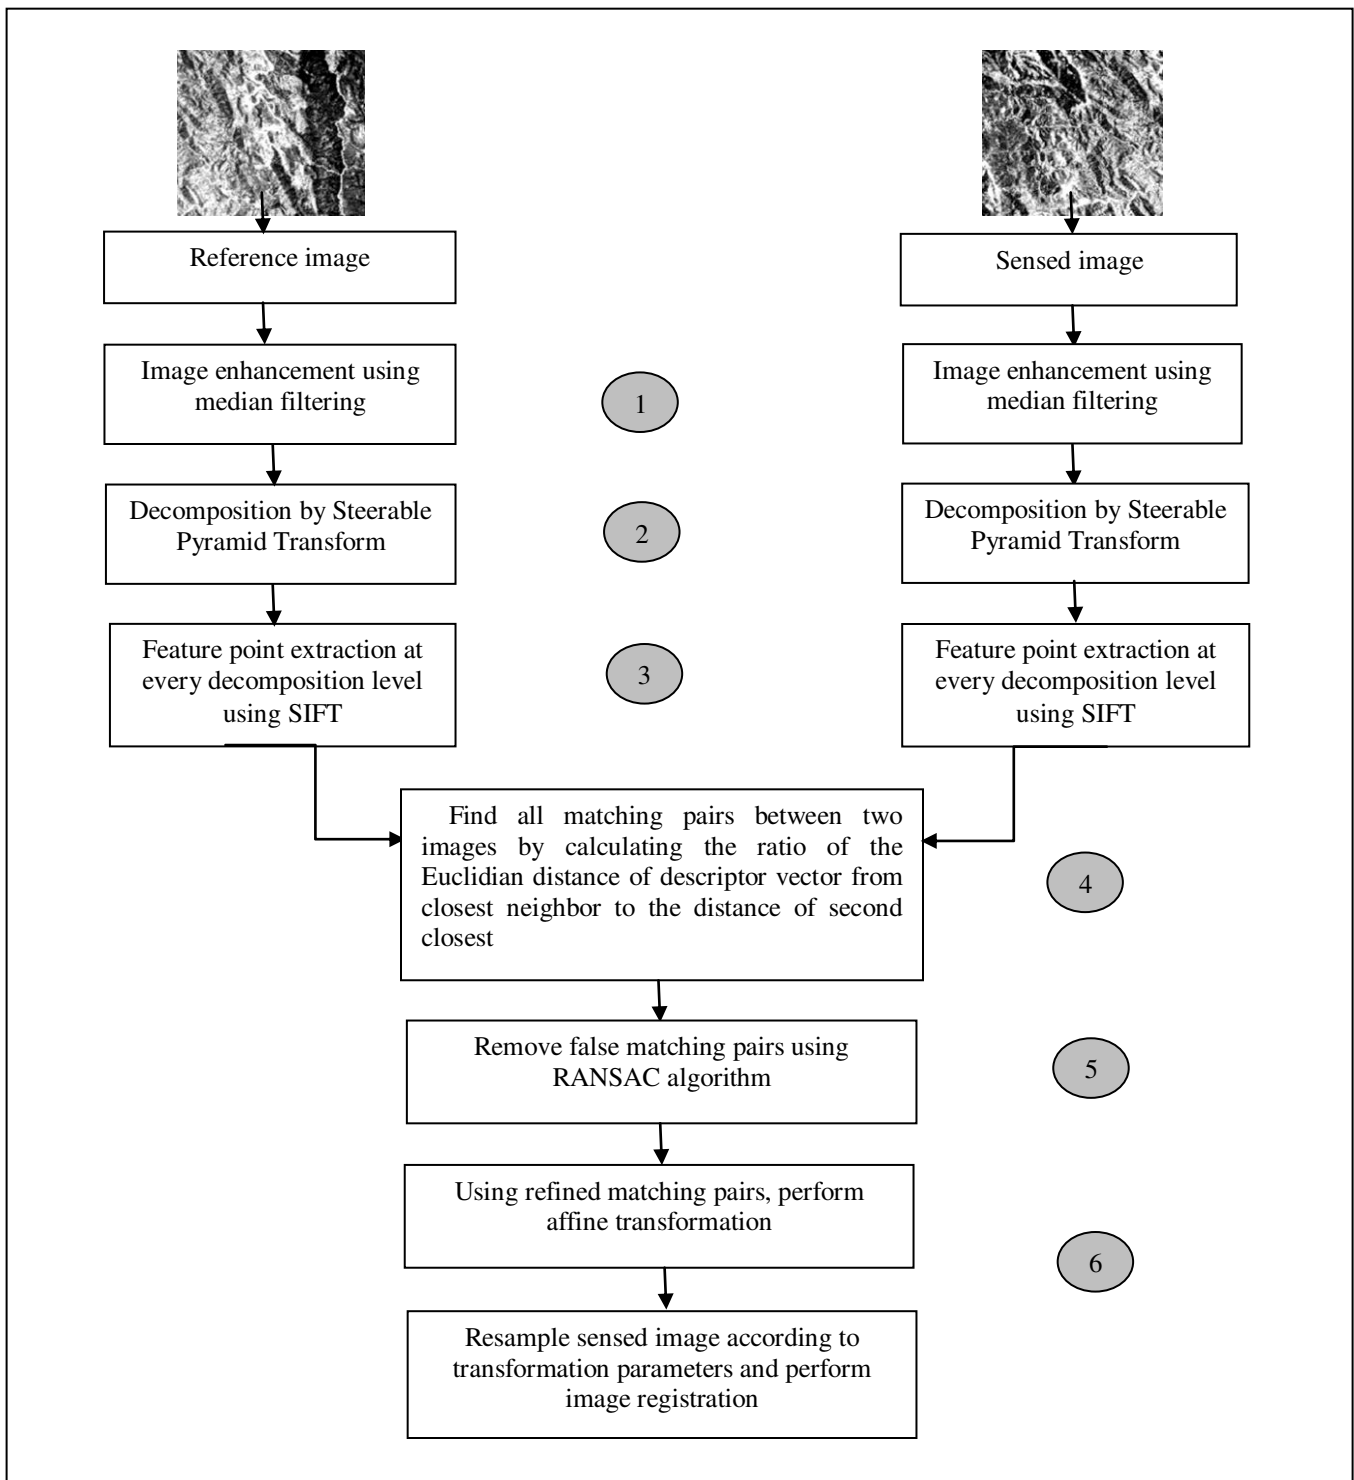 Reference image
Sensed image
Image enhancement using
median filtering
1
Image enhancement using
median filtering
Decomposition by Steerable
Pyramid Transform
2
Decomposition by Steerable
Pyramid Transform
Feature point extraction at
every decomposition level
using SIFT
3
Feature point extraction at
every decomposition level
using SIFT
Find all matching pairs between two
images by calculating the ratio of the
Euclidian distance of descriptor vector from
closest neighbor to the distance of second
closest
4
Remove false matching pairs using
RANSAC algorithm
5
Using refined matching pairs, perform
affine transformation
6
Resample sensed image according to
transformation parameters and perform
image registration